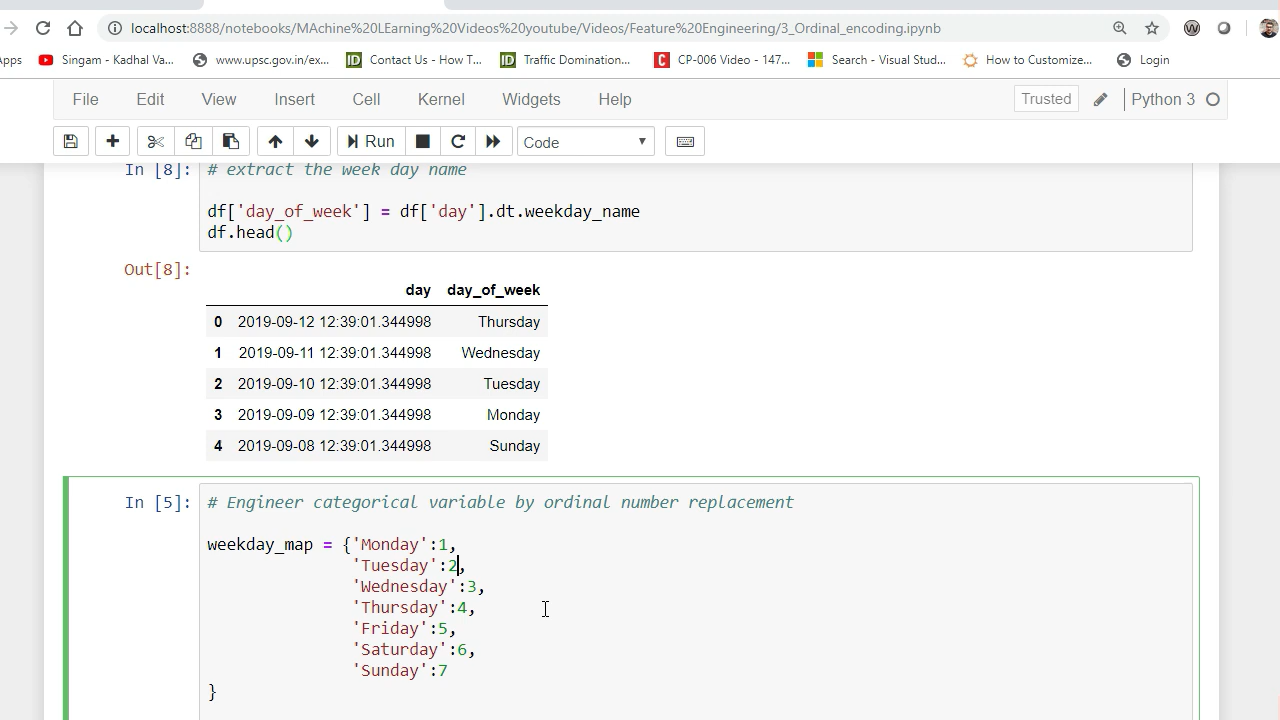 localhost:8888/notebooks/MAchine%20LEarning%20Videos%20youtube/Videos/Feature%20Engineering/3_Ordinal_encoding.ipynb
Apps Singam - Kadhal Va... www.upsc.gov.in/ex... Contact Us - How T... Traffic Domination... CP-006 Video - 147... Search - Visual Stud... How to Customize... Login
File Edit View Insert Cell Kernel Widgets Help Trusted Python 3
Run Code
In [8]: # extract the week day name
df['day_of_week'] = df['day'].dt.weekday_name
df.head()
Out[8]:
day day_of_week
0 2019-09-12 12:39:01.344998 Thursday
1 2019-09-11 12:39:01.344998 Wednesday
2 2019-09-10 12:39:01.344998 Tuesday
3 2019-09-09 12:39:01.344998 Monday
4 2019-09-08 12:39:01.344998 Sunday
In [5]: # Engineer categorical variable by ordinal number replacement
weekday_map = {'Monday':1,
'Tuesday':2,
'Wednesday':3,
'Thursday':4,
'Friday':5,
'Saturday':6,
'Sunday':7
}